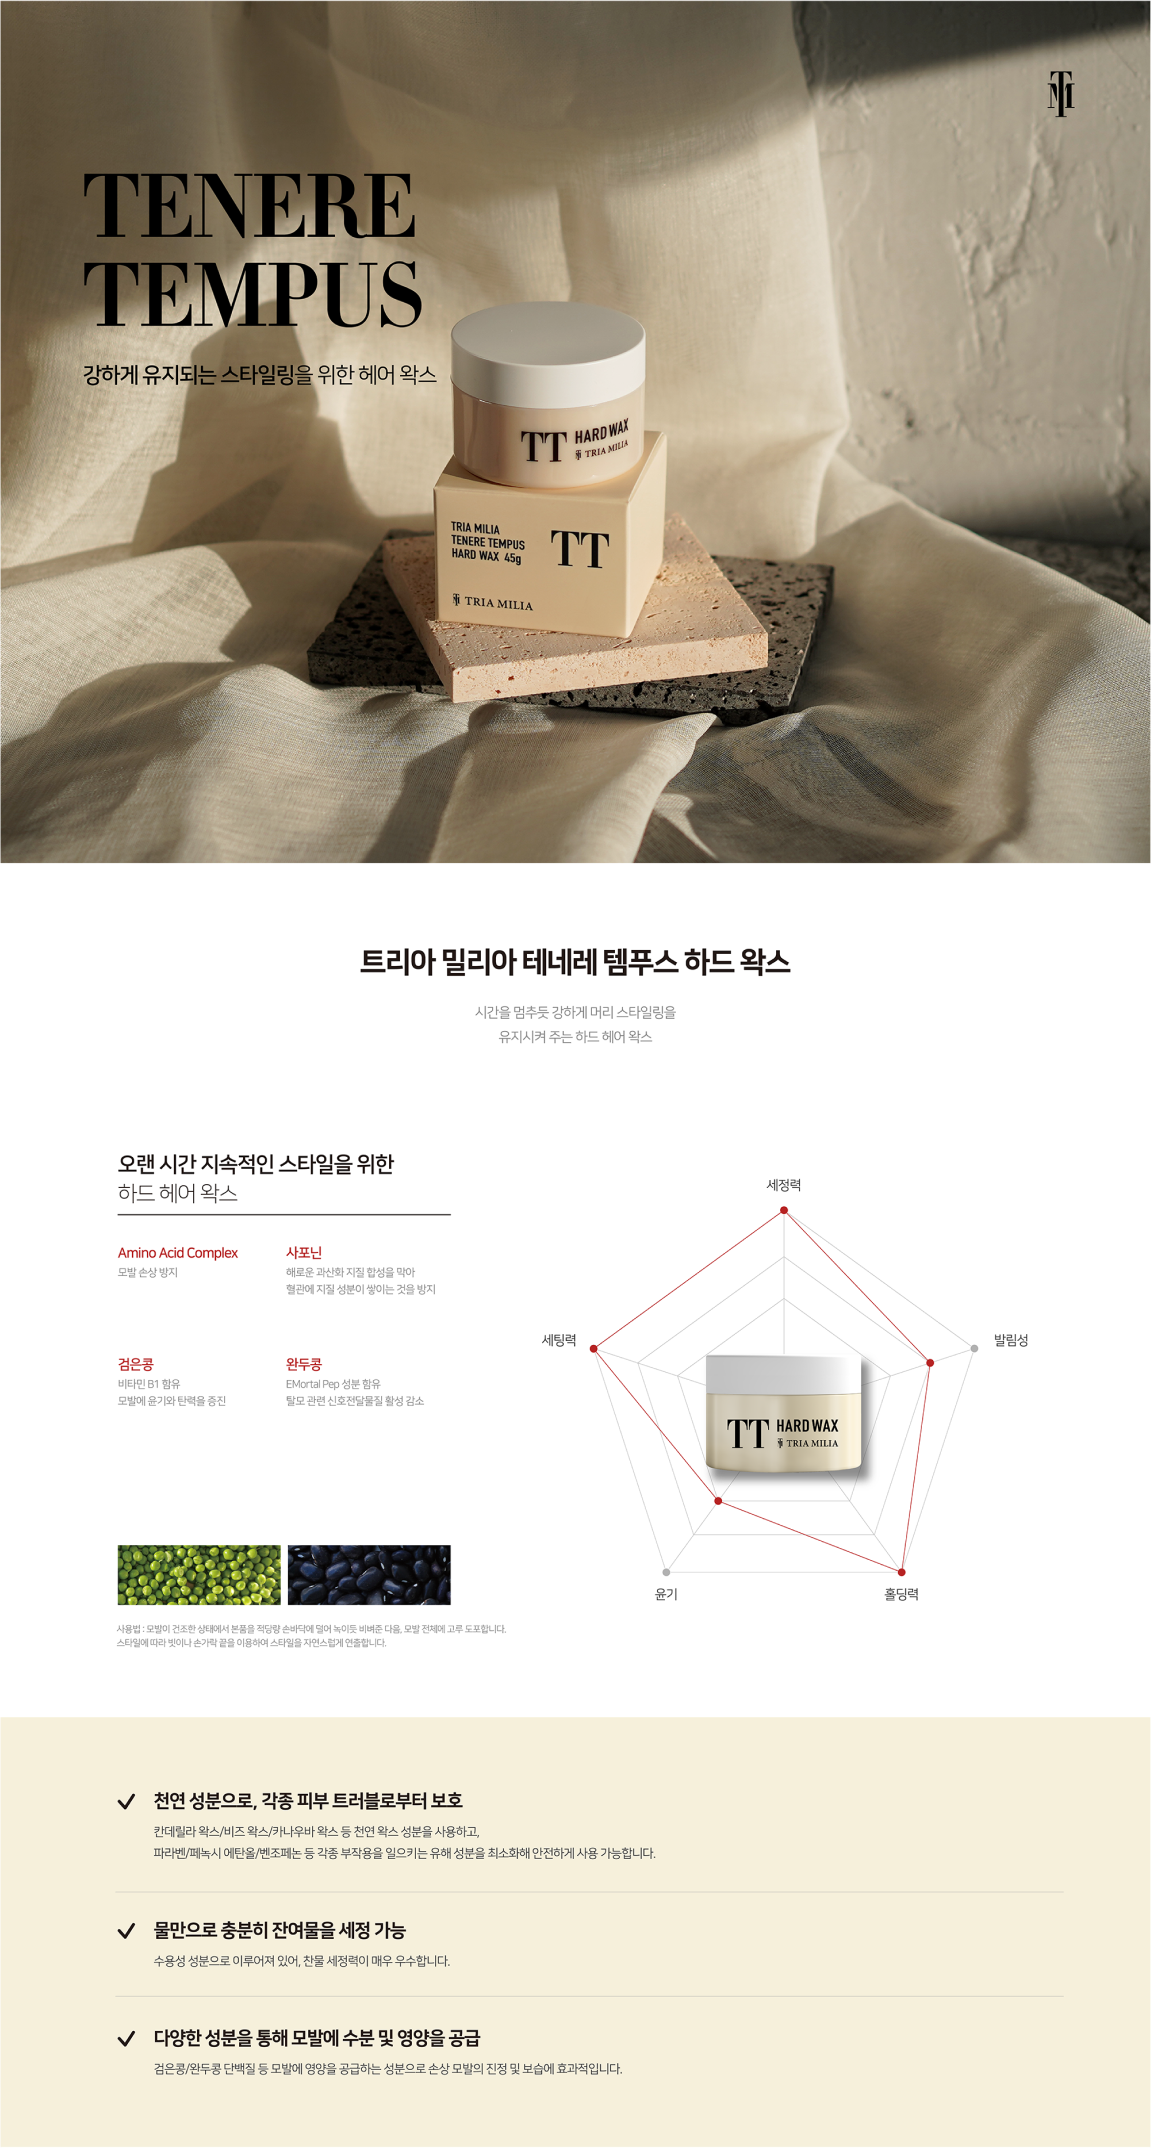 TM
TENERE
TEMPUS
강하게 유지되는 스타일링을 위한 헤어 왁스
TT HARD WAX
TRIA MILIA
TRIA MILIA
TENERE TEMPUS
HARD WAX 45g
TT
TRIA MILIA
트리아 밀리아 테네레 템푸스 하드 왁스
시간을 멈추듯 강하게 머리 스타일링을
유지시켜 주는 하드 헤어 왁스
오랜 시간 지속적인 스타일을 위한
하드 헤어 왁스
Amino Acid Complex
모발 손상 방지
사포닌
해로운 과산화 지질 합성을 막아
혈관에 지질 성분이 쌓이는 것을 방지
검은콩
비타민 B1 함유
모발에 윤기와 탄력을 증진
완두콩
EMortal Pep 성분 함유
탈모 관련 신호전달물질 활성 감소
사용법 : 모발이 건조한 상태에서 본품을 적당량 손바닥에 덜어 녹이듯 비벼준 다음, 모발 전체에 고루 도포합니다.
스타일에 따라 빗이나 손가락 끝을 이용하여 스타일을 자연스럽게 연출합니다.
세정력
세팅력
발림성
TT HARD WAX
TRIA MILIA
윤기
홀딩력
천연 성분으로, 각종 피부 트러블로부터 보호
칸데릴라 왁스/비즈 왁스/카나우바 왁스 등 천연 왁스 성분을 사용하고,
파라벤/페녹시 에탄올/벤조페논 등 각종 부작용을 일으키는 유해 성분을 최소화해 안전하게 사용 가능합니다.
물만으로 충분히 잔여물을 세정 가능
수용성 성분으로 이루어져 있어, 찬물 세정력이 매우 우수합니다.
다양한 성분을 통해 모발에 수분 및 영양을 공급
검은콩/완두콩 단백질 등 모발에 영양을 공급하는 성분으로 손상 모발의 진정 및 보습에 효과적입니다.